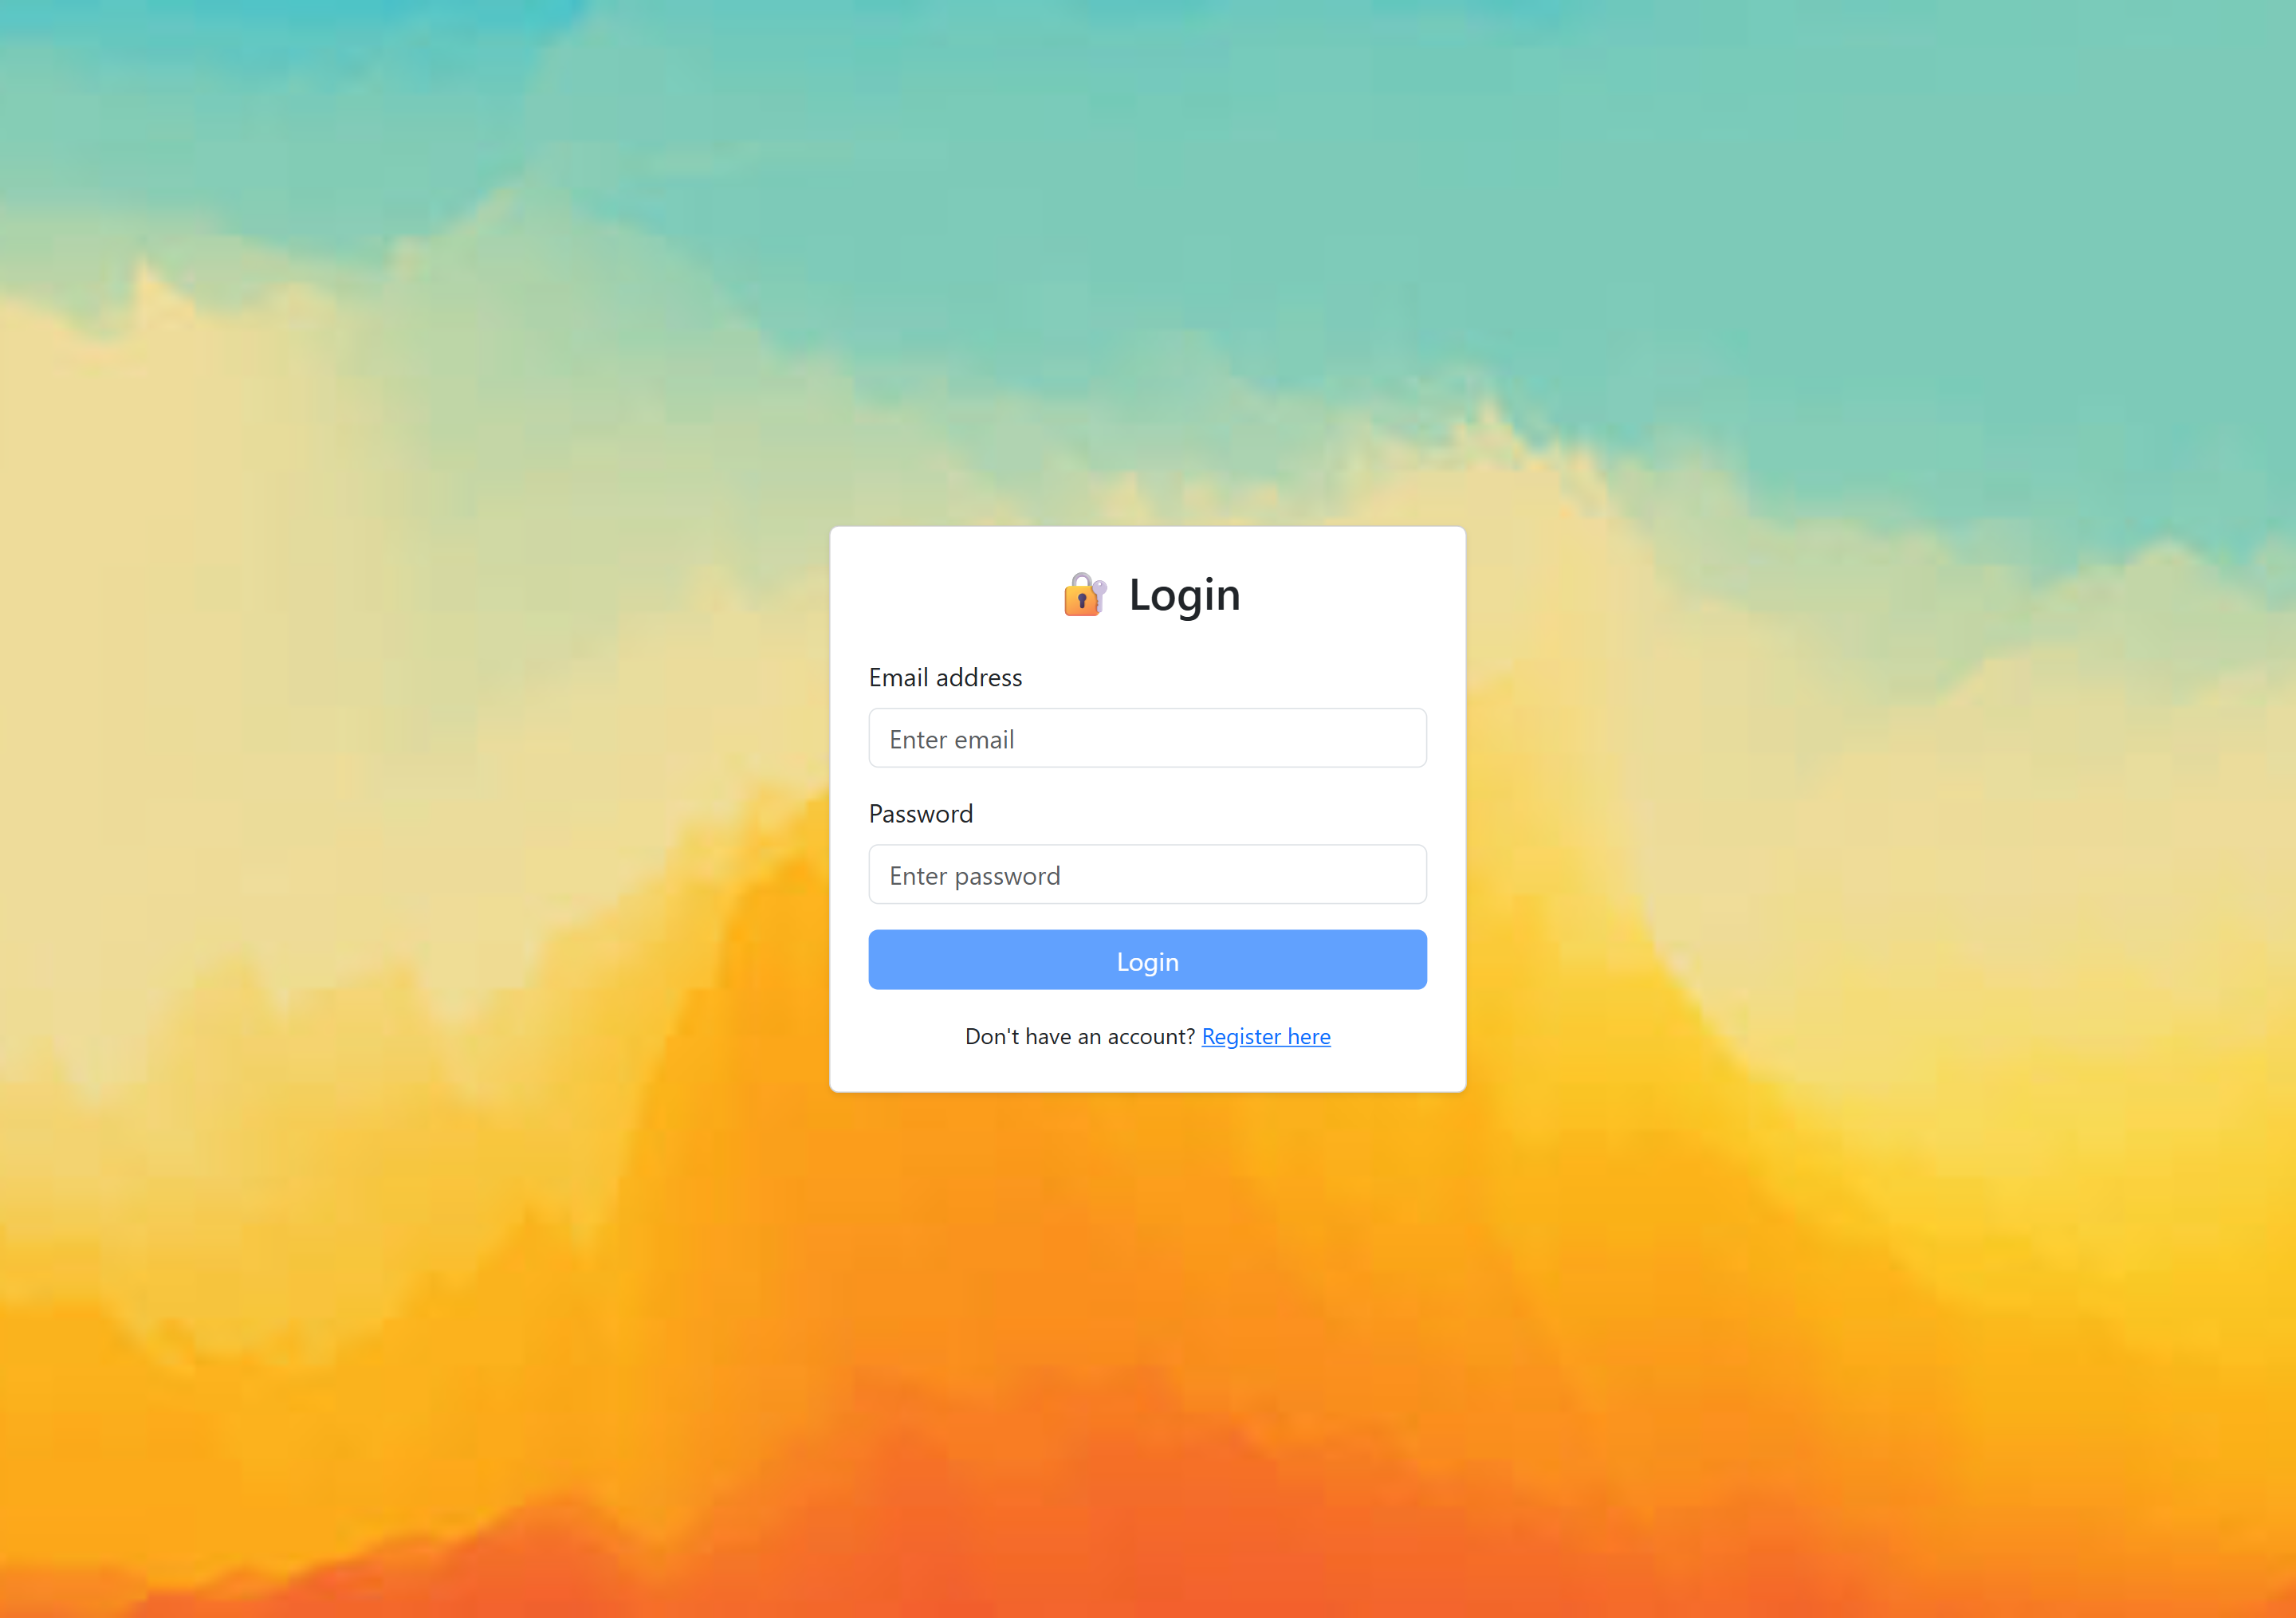 Login
Email address
Enter email
Password
Enter password
Login
Don't have an account? Register here